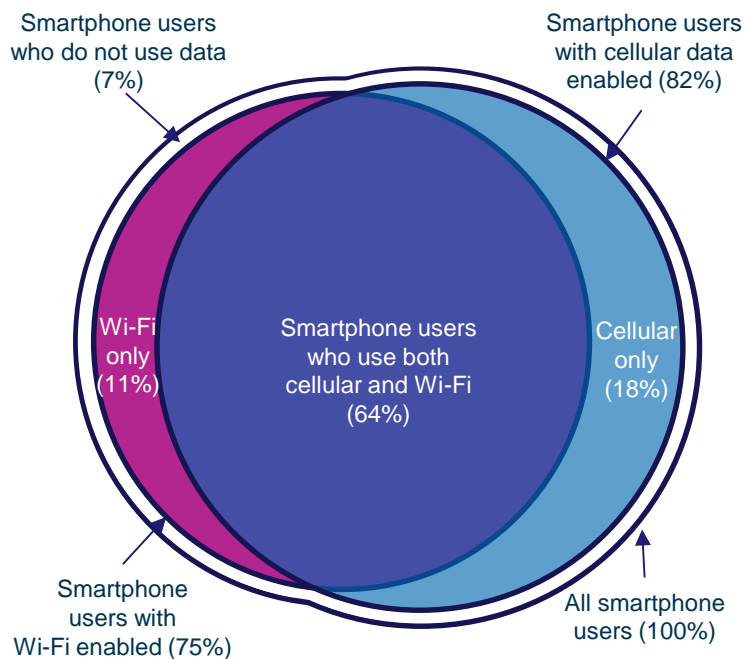 Smartphone users
who do not use data
(7%)
Smartphone users
with cellular data
enabled (82%)
Wi-Fi
only
(11%)
Smartphone users
who use both
cellular and Wi-Fi
(64%)
Cellular
only
(18%)
Smartphone
users with
Wi-Fi enabled (75%)
All smartphone
users (100%)